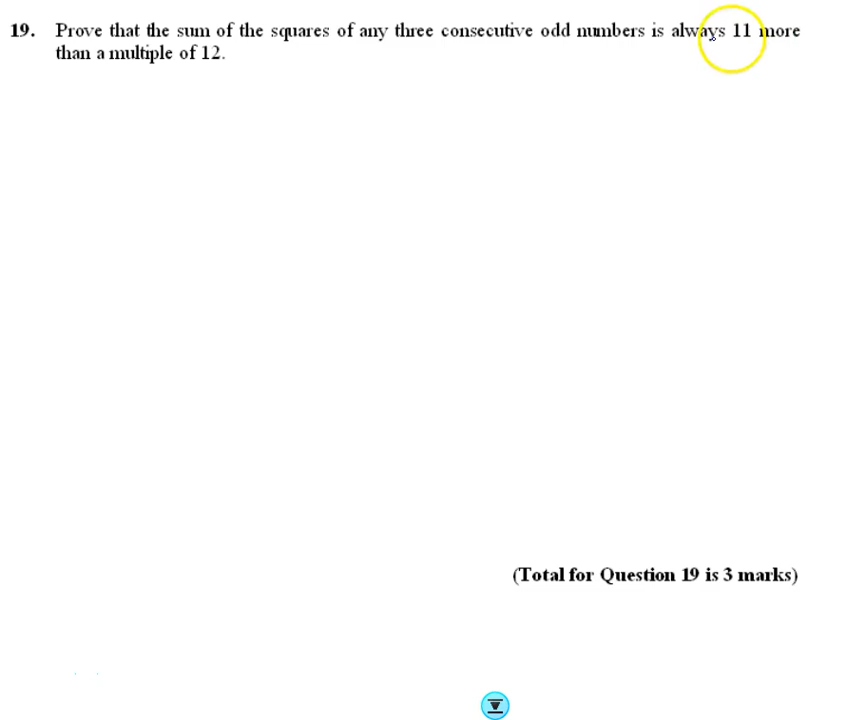 19. Prove that the sum of the squares of any three consecutive odd numbers is always 11 more
than a multiple of 12.
(Total for Question 19 is 3 marks)